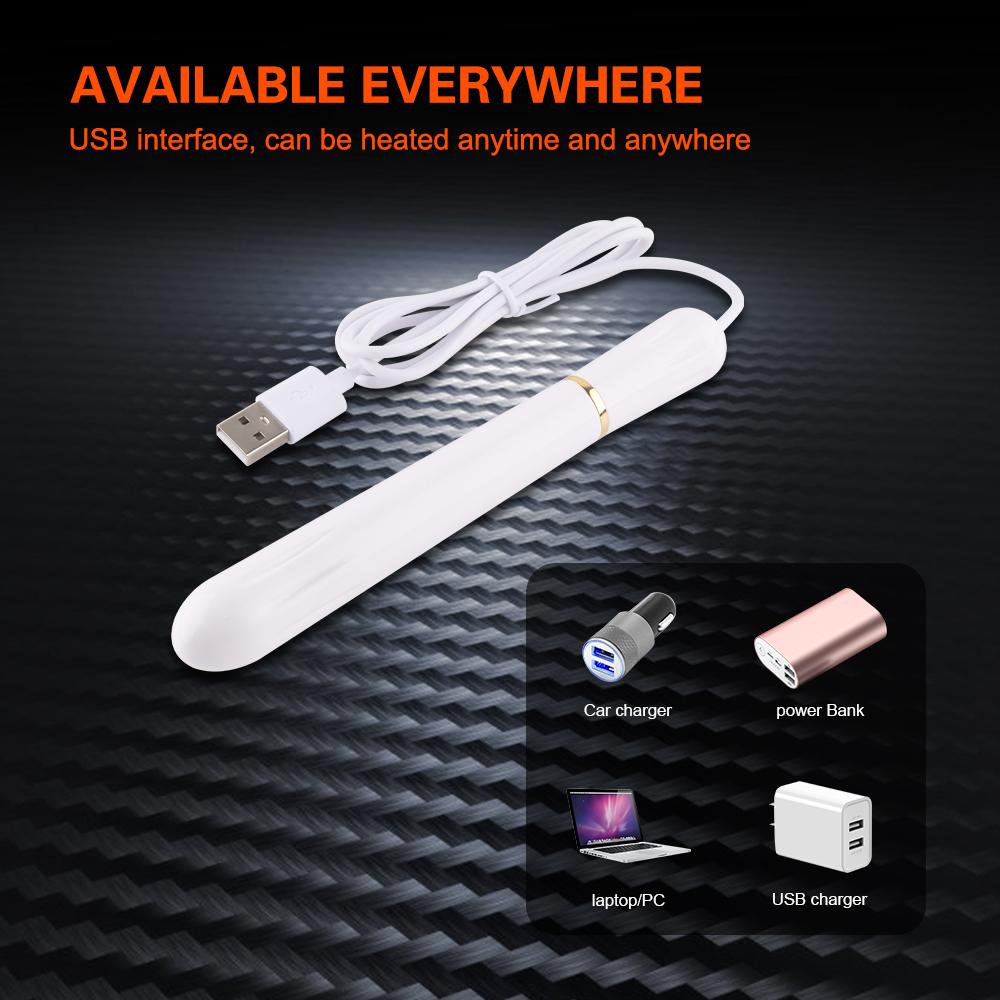 AVAILABLE EVERYWHERE
USB interface, can be heated anytime and anywhere
Car charger
power Bank
laptop/PC
USB charger